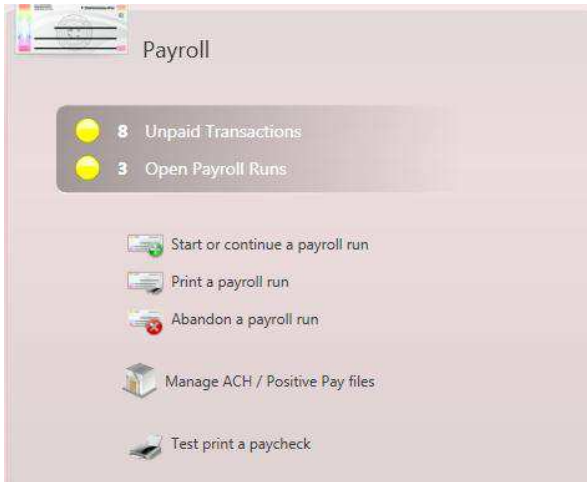 Payroll
8 Unpaid Transactions
3 Open Payroll Runs
Start or continue a payroll run
Print a payroll run
Abandon a payroll run
Manage ACH / Positive Pay files
Test print a paycheck